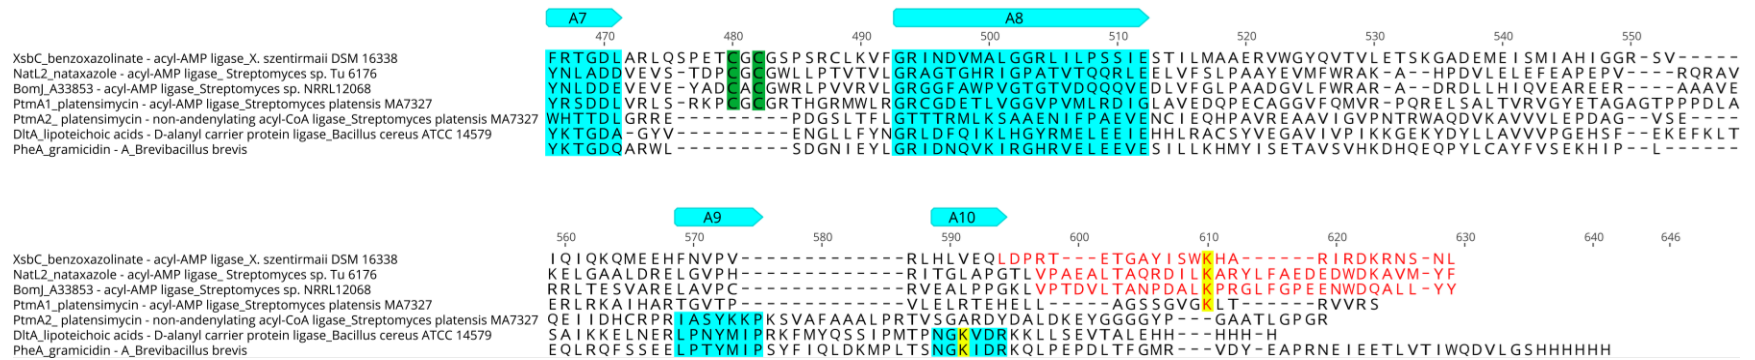 A7 A8
470 480 490 500 510 520 530 540 550
XsbC_benzoxazolinate - acyl-AMP ligase_X. szentirmaii DSM 16338 FRTGDLARLQSPETCGCGSPSRCLKVFGRINDVMALGGRLILPSSIESTILMAAERVWGYQVTVLETSKGADEMEISMIAHIGGR-SV-----
NatL2_nataxazole - acyl-AMP ligase_ Streptomyces sp. Tu 6176 YNLADDVEVS-TDPCGCGWLLPTVTVLGRAGTGHRIGPATVTQQRLEELVFSLPAAYEVMFWRAK-A--HPDVLELEFEAPEPV----RQRAV
BomJ_A33853 - acyl-AMP ligase_Streptomyces sp. NRRL12068 YNLDDEVEVE-YADCACGWRLPTVEVLGRGGFAWPVGTGTVDQQQVEDLVFGLPAADGVLFWRAR-A--DRDLLHIQVEAREER----AAAVE
PtmA1_platensimycin - acyl-AMP ligase_Streptomyces platensis MA7327 YRSDDLVRLS-RKPCGCGRTHGRMWLRGRCGDETLVGGVPVMLRDIGLAVEDQPECAGGVFQMVR-PQRELSALTVRVGYETAGAGTPPPDLA
PtmA2_ platensimycin - non-andenylating acyl-CoA ligase_Streptomyces platensis MA7327 WHTTDLGRRE---------PDGSLTFLGTTTRMLKSAAENIFPAEVENCIEQHPAVREAAVIGVPNTRWAQDVKAVVVLEPDAG--VSE----
DltA_lipoteichoic acids - D-alanyl carrier protein ligase_Bacillus cereus ATCC 14579 YKTGDA-GYV---------ENGLLFYNGRLDFQIKLHGYRMELEEIEHHLRACSYVEGAVIVPIKKGEKYDYLLAVVVPGEHSF--EKEFKLT
PheA_gramicidin - A_Brevibacillus brevis YKTGDQARWL---------SDGNIEYLGRIDNQVKIRGHRVELEEVESILLKHMYISETAVSVHKDHQEQPYLCAYFVSEKHIP--L------
A9 A10
560 570 580 590 600 610 620 630 640 646
XsbC_benzoxazolinate - acyl-AMP ligase_X. szentirmaii DSM 16338 IQIQKQMEEHFNVPV-------------RLHLVEQLDPRT---ETGAYISWKHA------RIRDKRNS-NL
NatL2_nataxazole - acyl-AMP ligase_ Streptomyces sp. Tu 6176 KELGAALDRELGVPH-------------RITGLAPGTLVPAEALTAQRDILKARYLFAEDEDWDKAVM-YF
BomJ_A33853 - acyl-AMP ligase_Streptomyces sp. NRRL12068 RRLTESVARELAVPC-------------RVEALPPGKLVPTDVLTANPDALKPRGLFGPEENWDQALL-YY
PtmA1_platensimycin - acyl-AMP ligase_Streptomyces platensis MA7327 ERLRKAIHARTGVTP-------------VLELRTEHELL-----AGSSGVGKLT-----RVVRS
PtmA2_ platensimycin - non-andenylating acyl-CoA ligase_Streptomyces platensis MA7327 QEIIDHCRPRIASYKKPKSVAFAAALPRTVSGARDYDALDKEYGGGGYP---GAATLGPGR
DltA_lipoteichoic acids - D-alanyl carrier protein ligase_Bacillus cereus ATCC 14579 SAIKKELNERLPNYMIPRKFMYQSSIPMTPNGKVDRKKLLSEVTALEHH---HHH-H
PheA_gramicidin - A_Brevibacillus brevis EQLRQFSSEELPTYMIPSYFIQLDKMPLTSNGKIDRKQLPEPDLTFGMR---VDY-EAPRNEIEETLVTIWQDVLGSHHHHHH